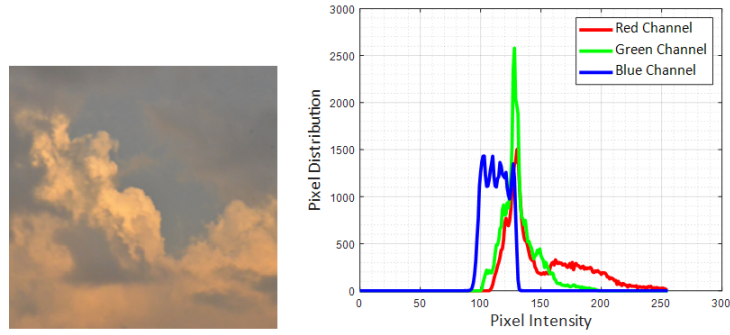 3000
2500
2000
1500
1000
500
0
Pixel Distribution
Red Channel
Green Channel
Blue Channel
0 50 100 150 200 250 300
Pixel Intensity